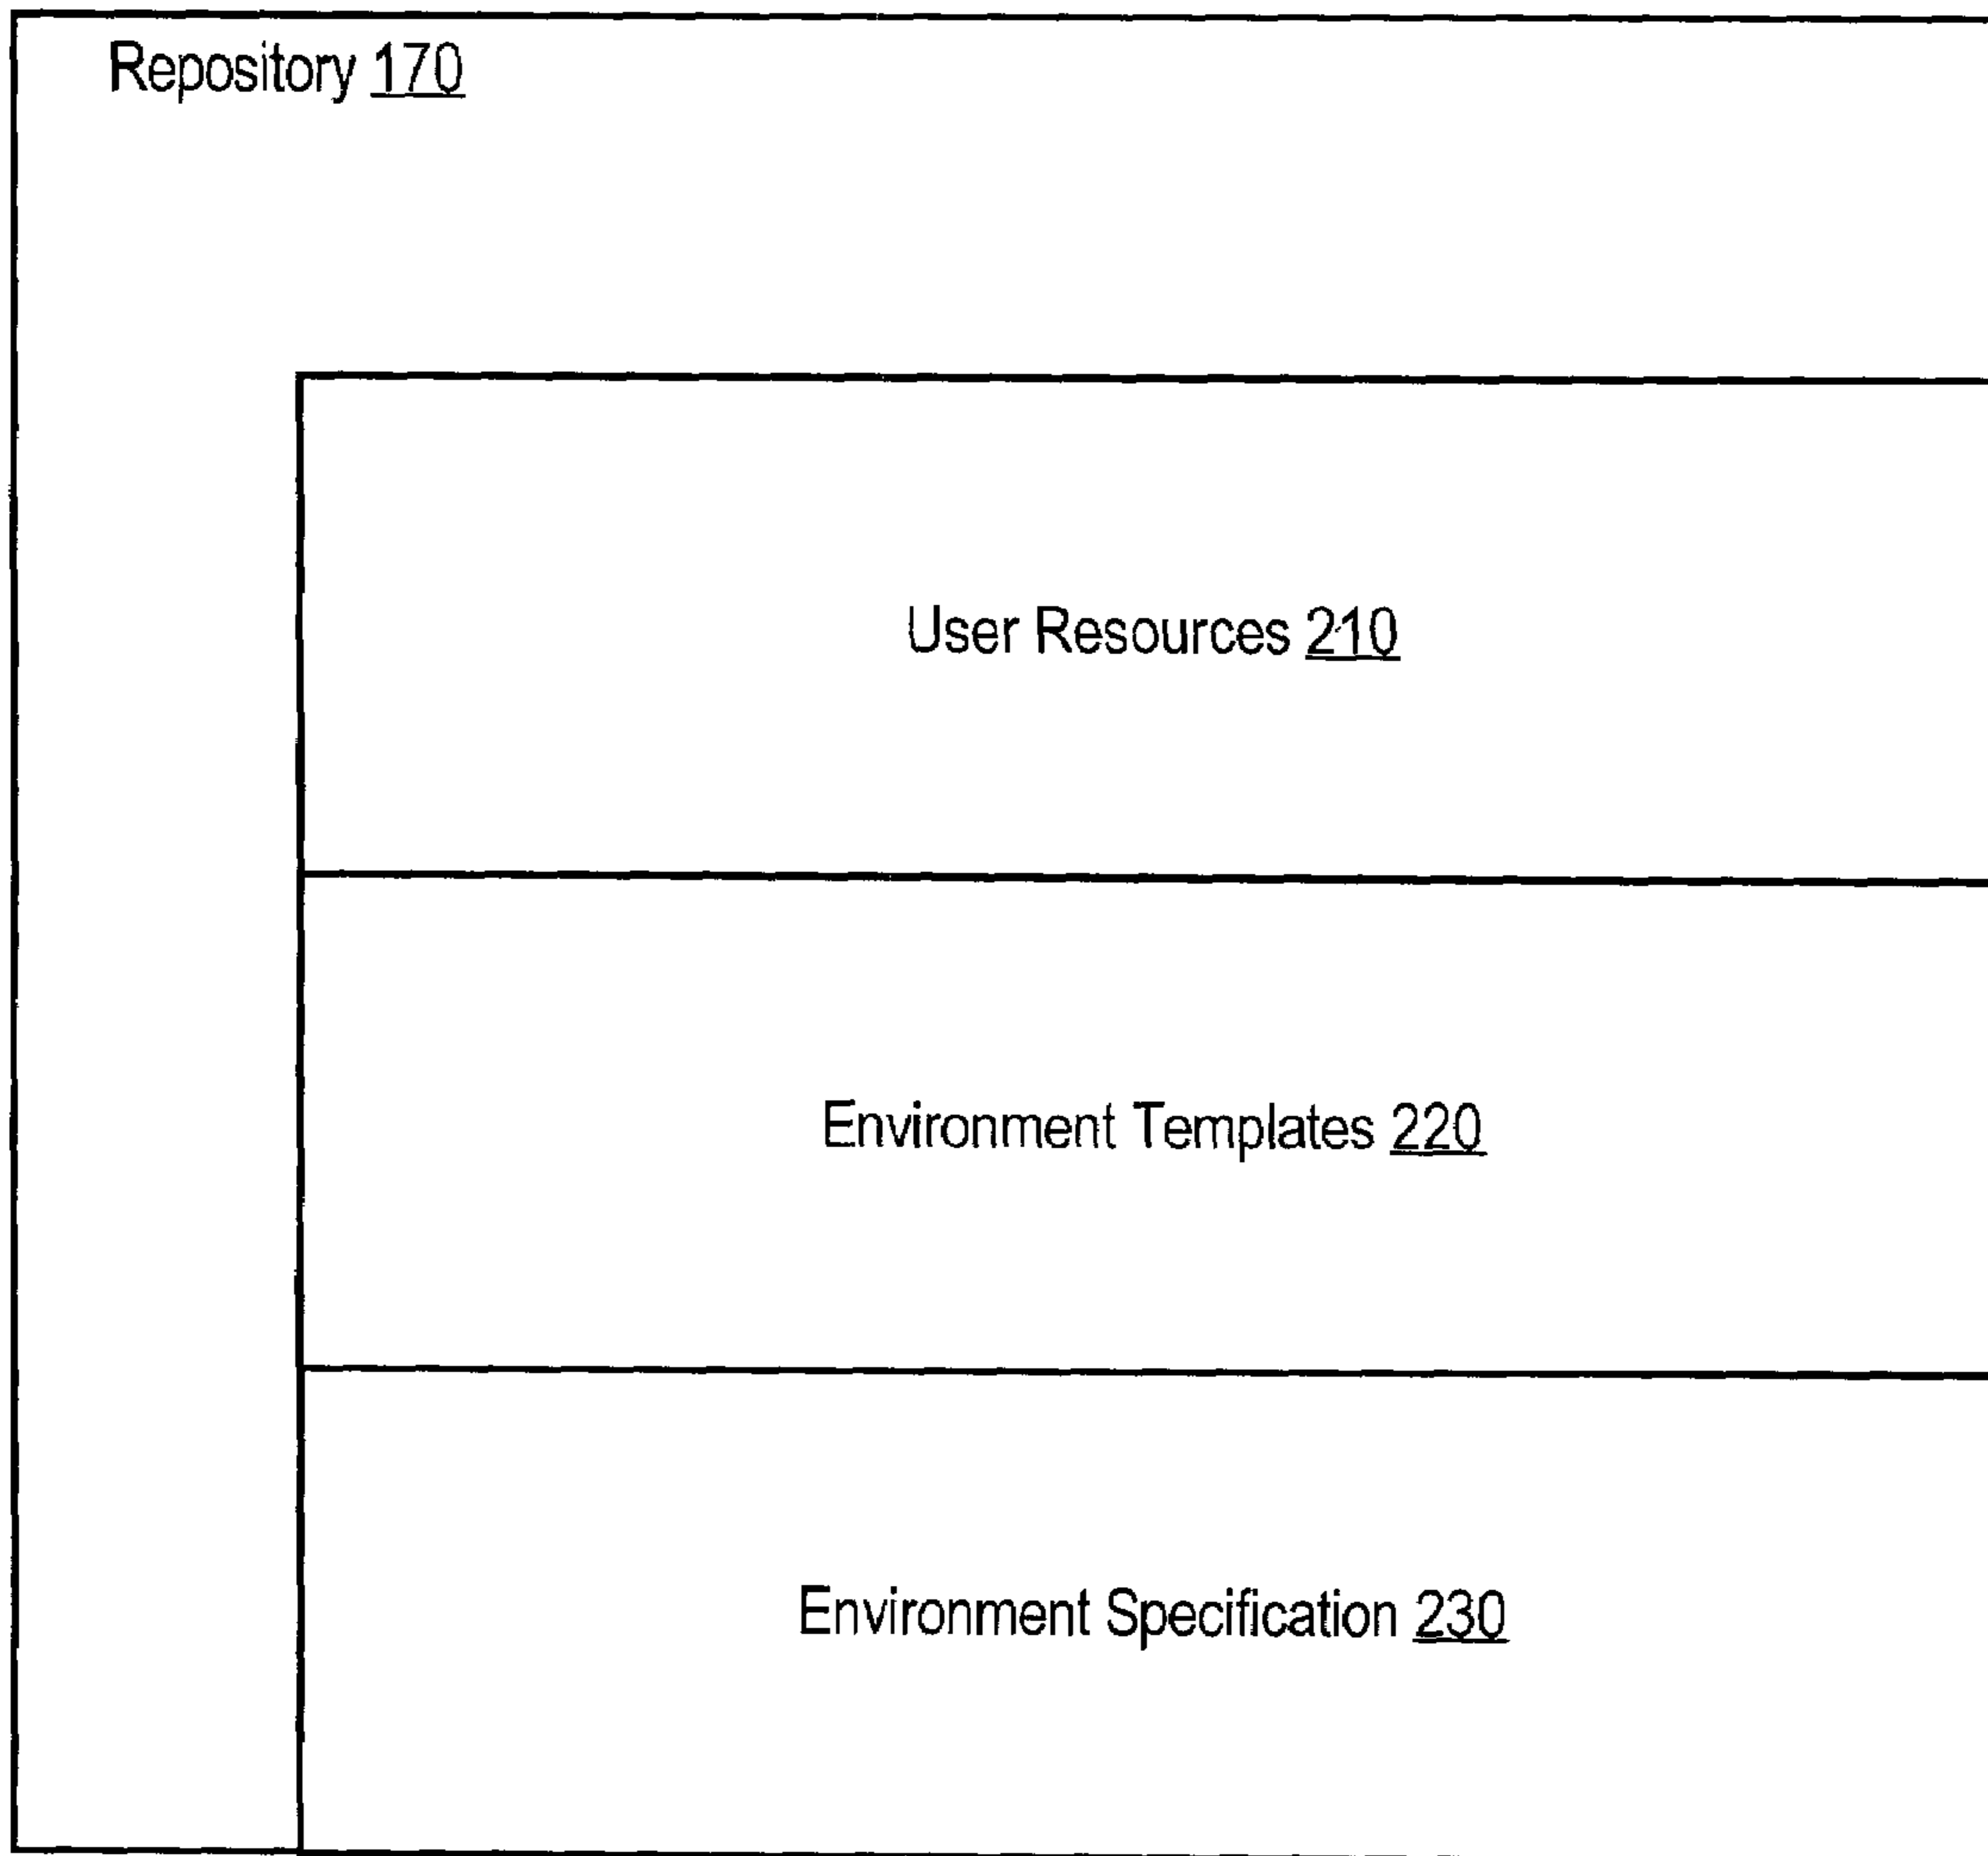 Repository 170
User Resources 210
Environment Templates 220
Environment Specification 230